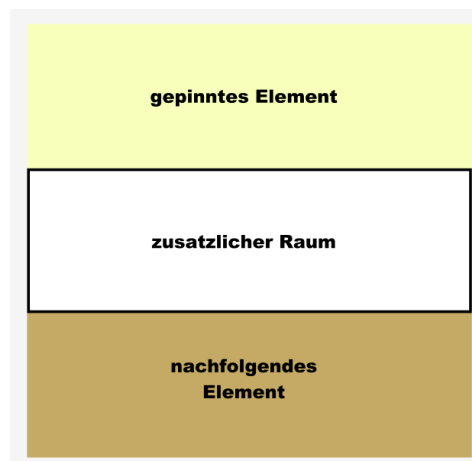 gepinntes Element
zusatzlicher Raum
nachfolgendes
Element